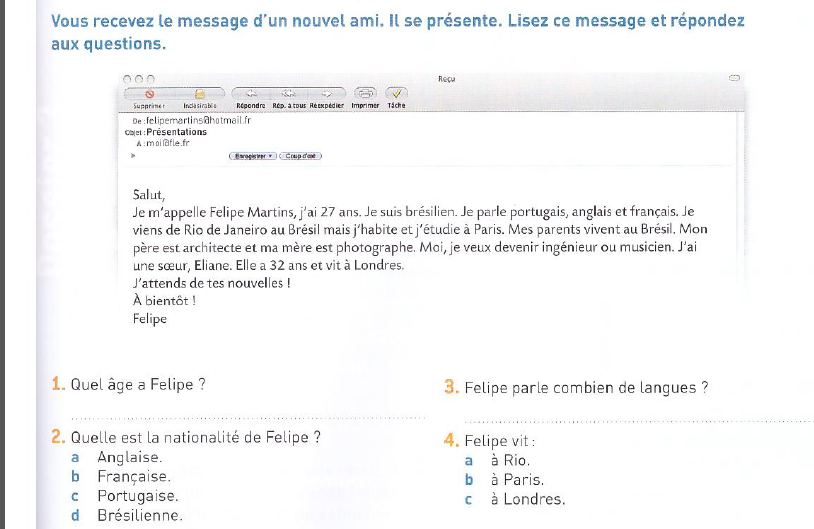 Vous recevez le message d'un nouvel ami. Il se présente. Lisez ce message et répondez
aux questions.
Reçu
Supprimer Indésirable Répondre Rép. à tous Réexpédier Imprimer Tâche
De : felipemartins@hotmail.fr
Objet : Présentations
À : moi@fle.fr
Enregistrer Coup d'œil
Salut,
Je m'appelle Felipe Martins, j'ai 27 ans. Je suis brésilien. Je parle portugais, anglais et français. Je
viens de Rio de Janeiro au Brésil mais j'habite et j'étudie à Paris. Mes parents vivent au Brésil. Mon
père est architecte et ma mère est photographe. Moi, je veux devenir ingénieur ou musicien. J'ai
une sœur, Eliane. Elle a 32 ans et vit à Londres.
J'attends de tes nouvelles !
À bientôt !
Felipe
1. Quel âge a Felipe ?
2. Quelle est la nationalité de Felipe ?
a Anglaise.
b Française.
c Portugaise.
d Brésilienne.
3. Felipe parle combien de langues ?
4. Felipe vit :
a à Rio.
b à Paris.
c à Londres.